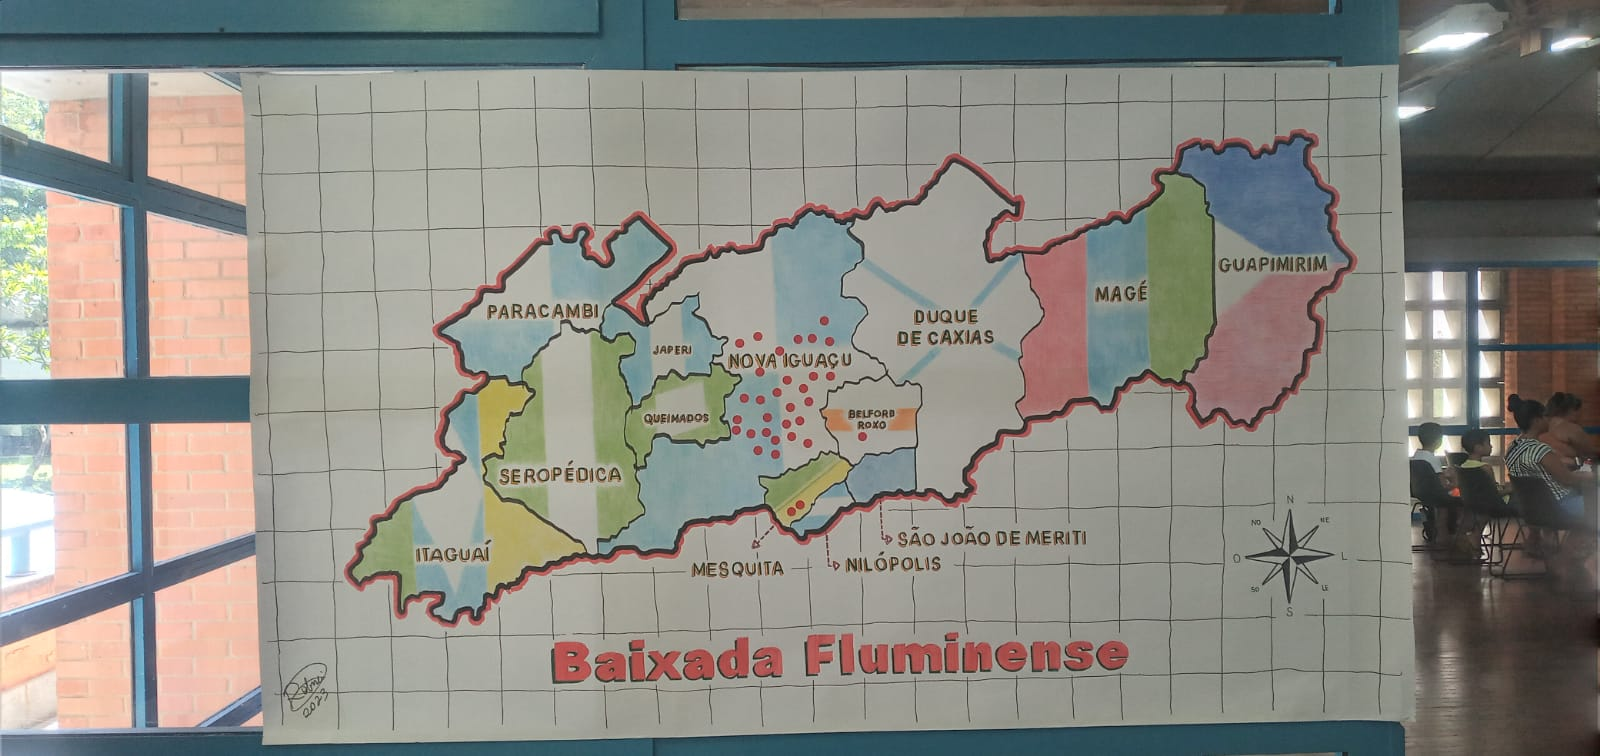 PARACAMBI
JAPERI
NOVA IGUAÇU
DUQUE
DE CAXIAS
MAGÉ
GUAPIMIRIM
QUEIMADOS
BELFORD
ROXO
SEROPÉDICA
ITAGUAÍ
MESQUITA
NILÓPOLIS
SÃO JOÃO DE MERITI
N
NO
NE
O
L
SO
LE
S
Baixada Fluminense
2023